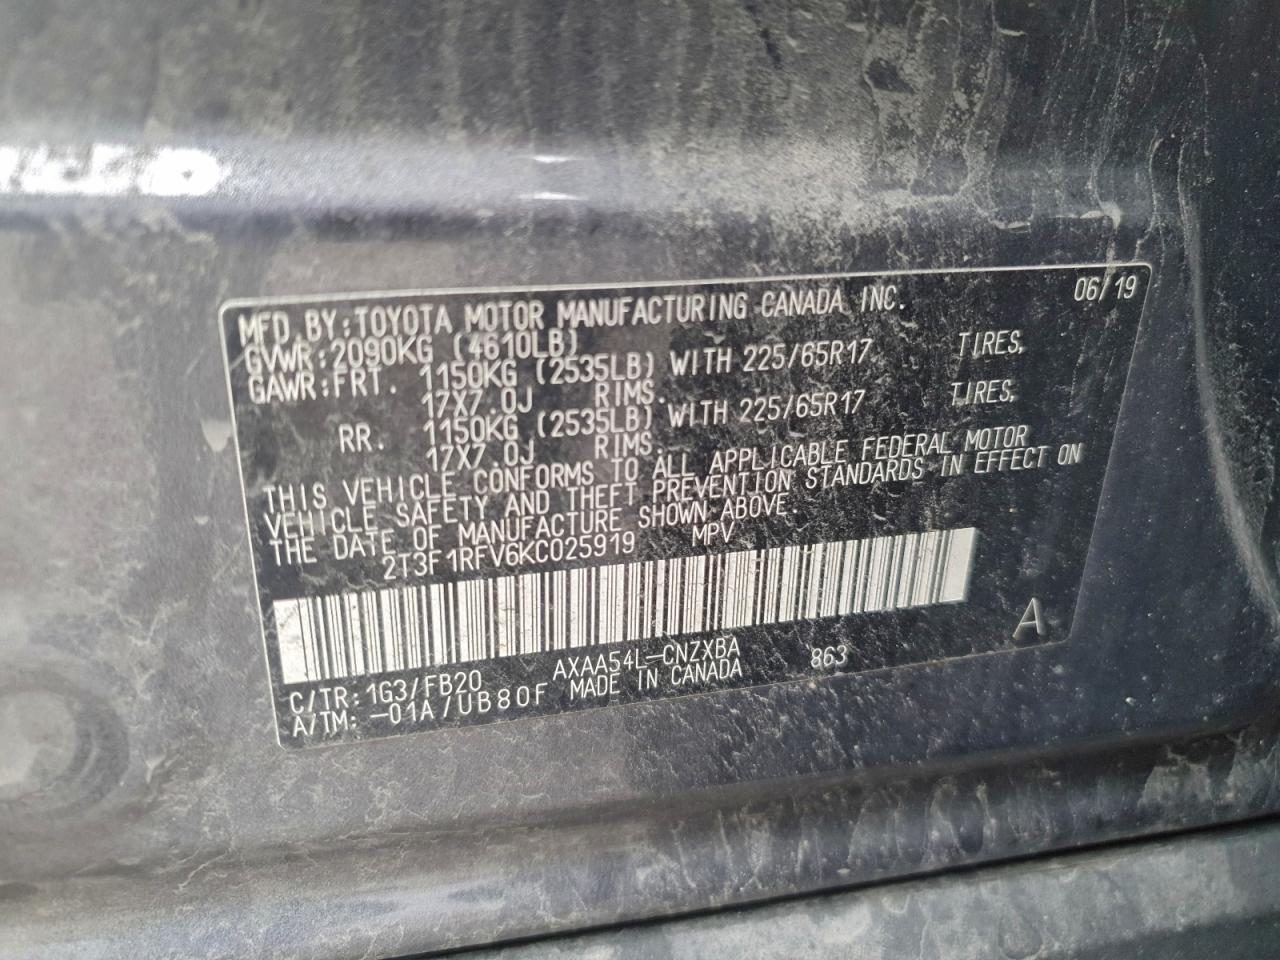 06/19
MFD. BY: TOYOTA MOTOR MANUFACTURING CANADA INC.
GVWR: 2090KG (4610LB)
GAWR: FRT. 1150KG (2535LB) WITH 225/65R17 TIRES,
17X7.0J RIMS.
RR. 1150KG (2535LB) WITH 225/65R17 TIRES,
17X7.0J RIMS.
THIS VEHICLE CONFORMS TO ALL APPLICABLE FEDERAL MOTOR
VEHICLE SAFETY AND THEFT PREVENTION STANDARDS IN EFFECT ON
THE DATE OF MANUFACTURE SHOWN ABOVE.
2T3F1RFV6KC025919 MPV
A
AXAA54L-CNZXBA 863
C/TR: 1G3/FB20 MADE IN CANADA
A/TM: -01A/UB80F